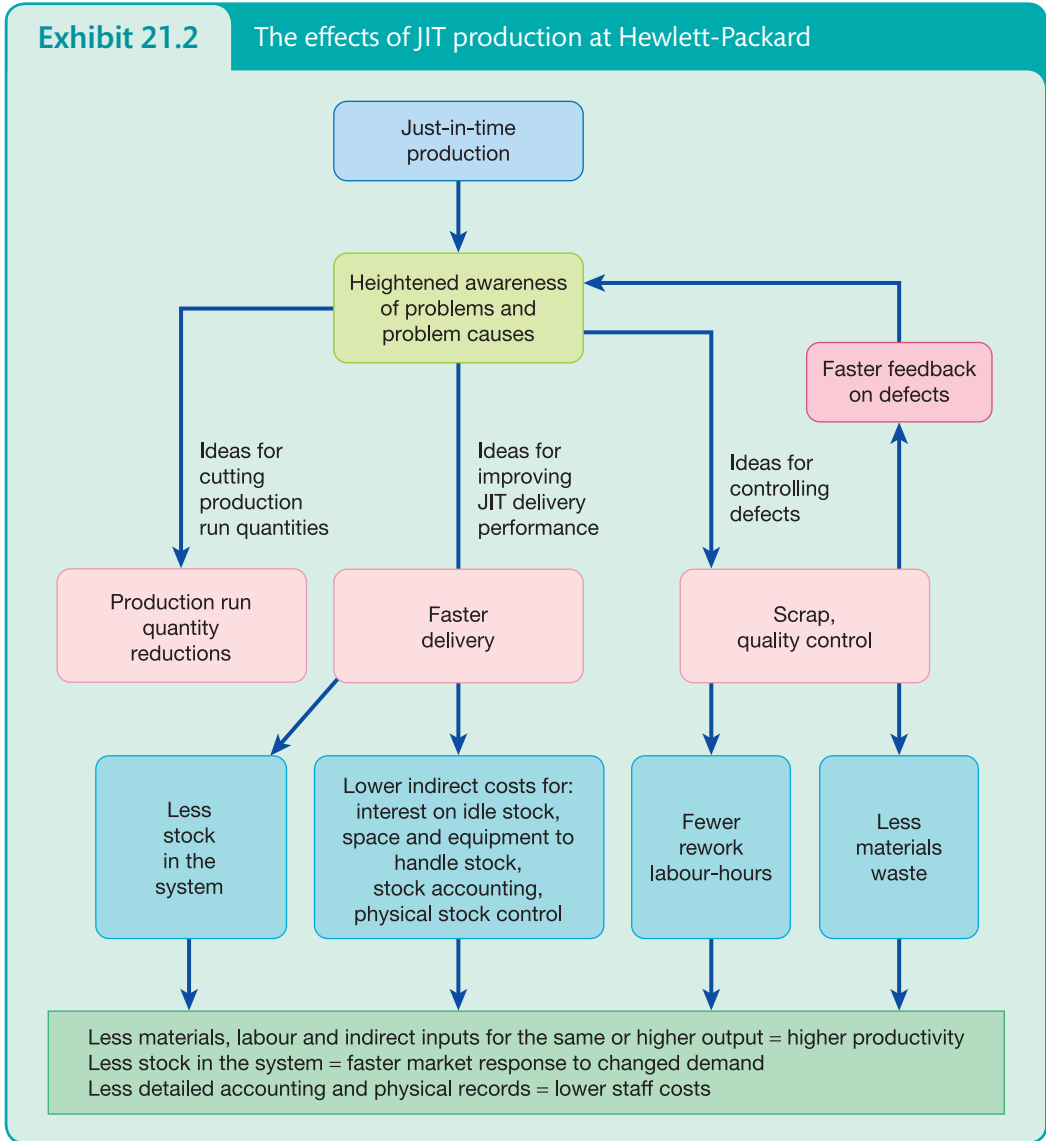 Exhibit 21.2
The effects of JIT production at Hewlett-Packard
Just-in-time
production
Heightened awareness
of problems and
problem causes
Faster feedback
on defects
Ideas for
cutting
production
run quantities
Ideas for
improving
JIT delivery
performance
Ideas for
controlling
defects
Production run
quantity
reductions
Faster
delivery
Scrap,
quality control
Less
stock
in the
system
Lower indirect costs for:
interest on idle stock,
space and equipment to
handle stock,
stock accounting,
physical stock control
Fewer
rework
labour-hours
Less
materials
waste
Less materials, labour and indirect inputs for the same or higher output = higher productivity
Less stock in the system = faster market response to changed demand
Less detailed accounting and physical records = lower staff costs